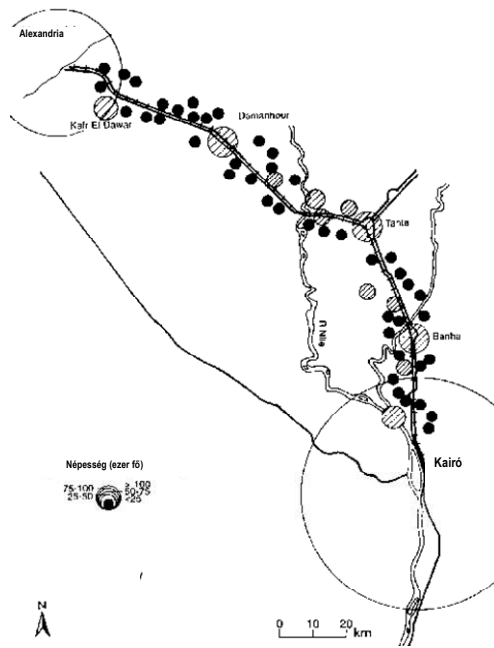 Alexandria
Kafr El Dawar
Damanhour
Tanta
R Nile
Banha
Kairó
Népesség (ezer fő)
75-100
≥ 100
50-75
25-50
<25
N
0 10 20
km